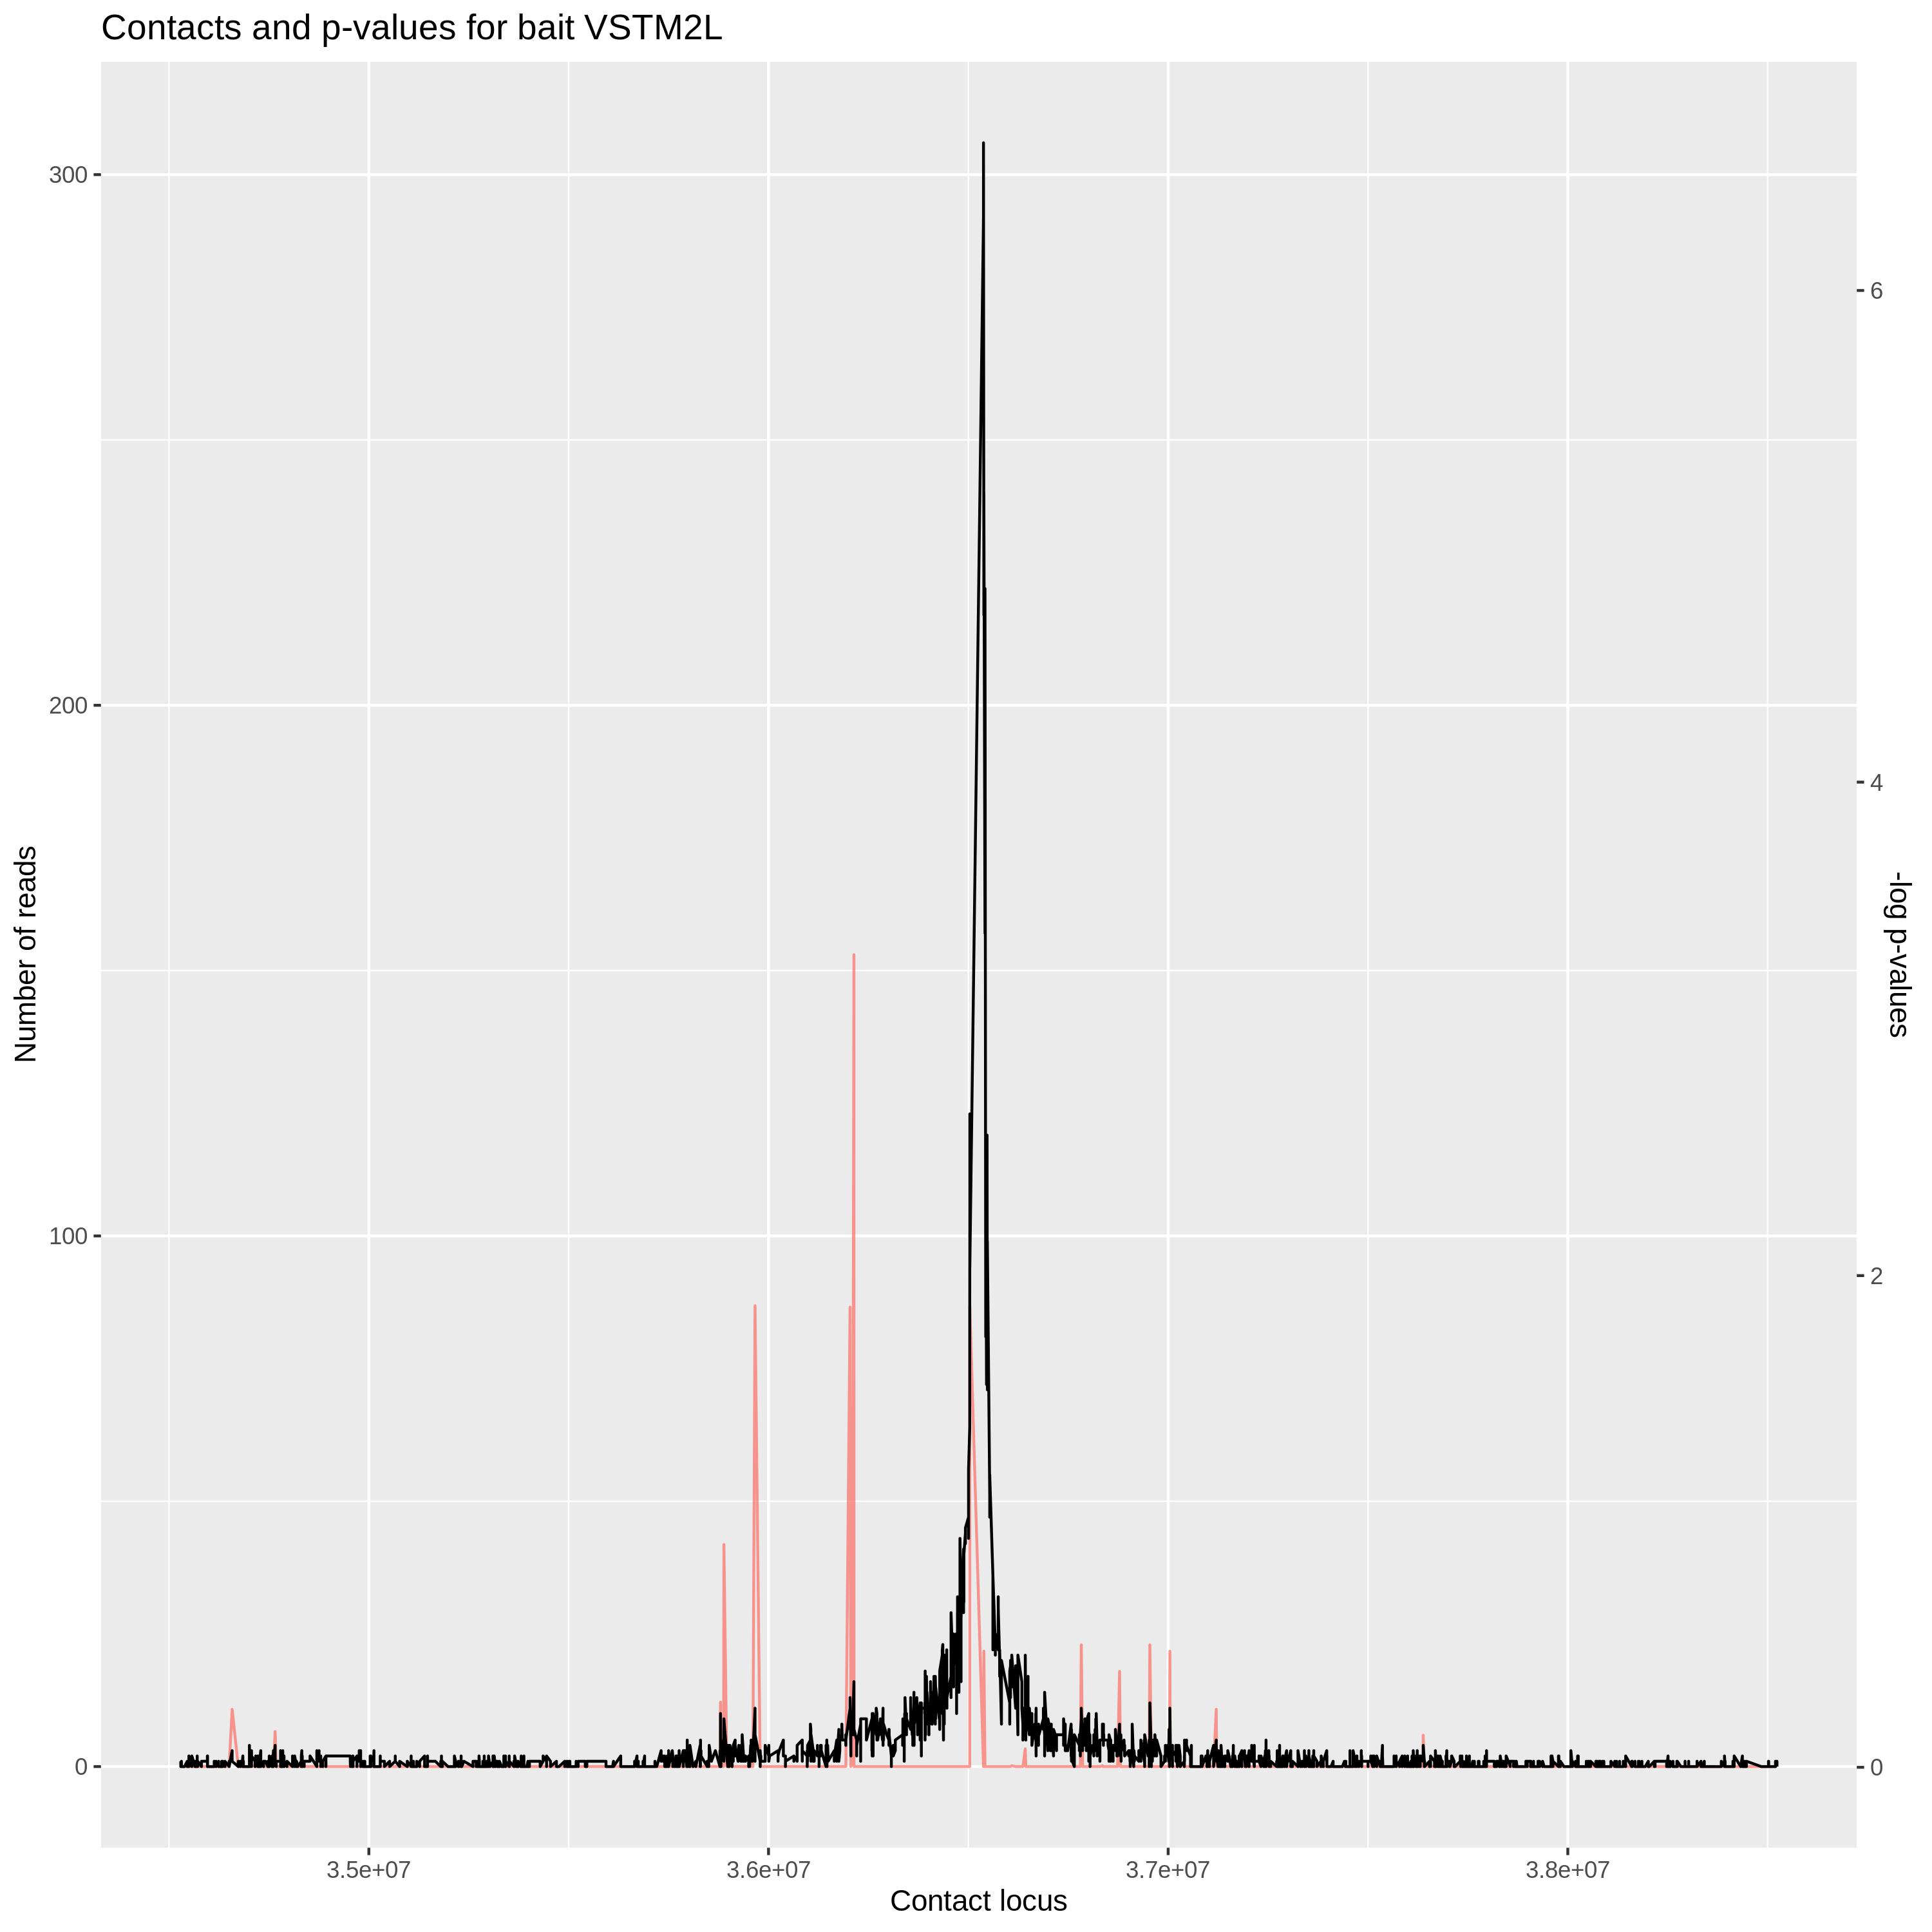 Contacts and p-values for bait VSTM2L
300
200
100
0
Number of reads
6
4
2
0
-log p-values
3.5e+07
3.6e+07
3.7e+07
3.8e+07
Contact locus